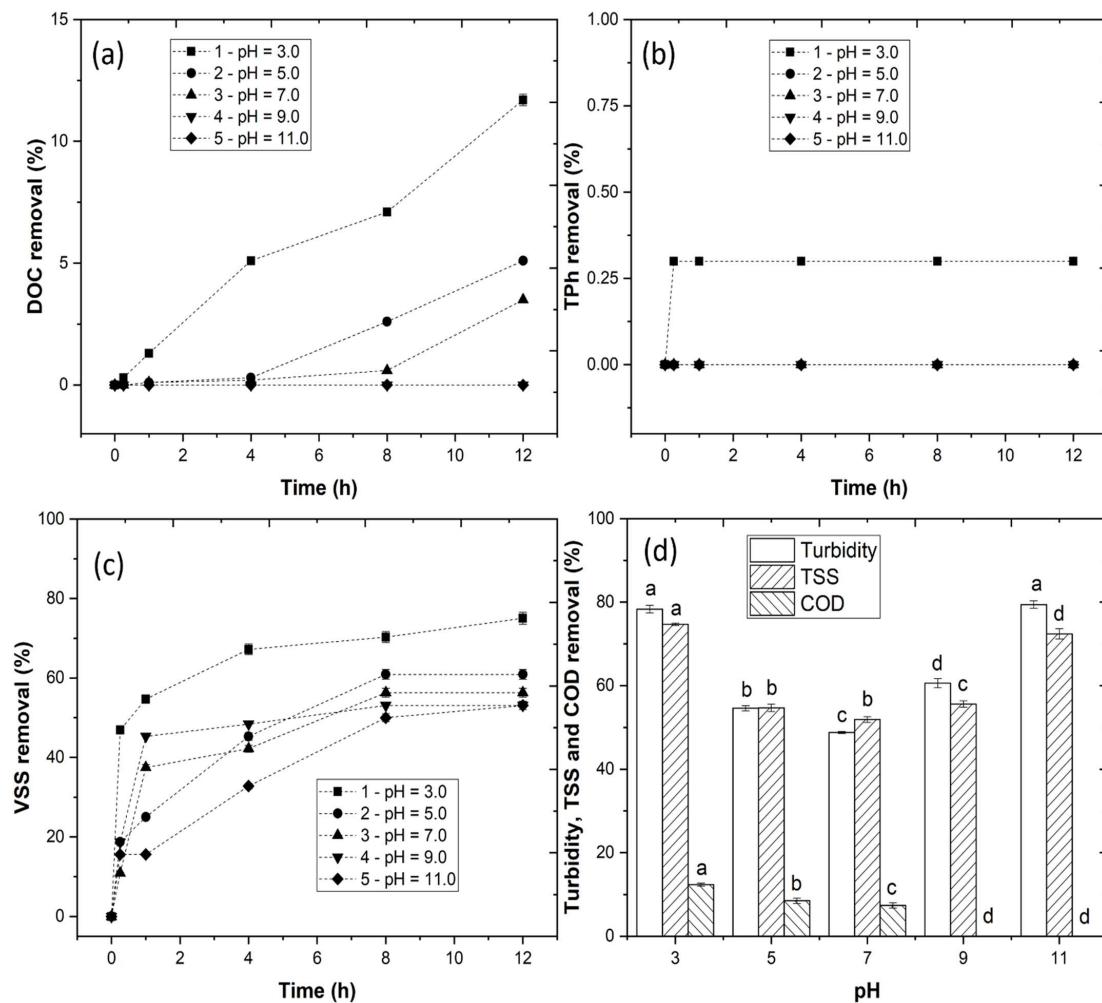 (a)
1 - pH = 3.0
2 - pH = 5.0
3 - pH = 7.0
4 - pH = 9.0
5 - pH = 11.0
15
10
5
0
DOC removal (%)
0 2 4 6 8 10 12
Time (h)
(b)
1 - pH = 3.0
2 - pH = 5.0
3 - pH = 7.0
4 - pH = 9.0
5 - pH = 11.0
1.00
0.75
0.50
0.25
0.00
TPh removal (%)
0 2 4 6 8 10 12
Time (h)
(c)
100
80
60
40
20
0
VSS removal (%)
1 - pH = 3.0
2 - pH = 5.0
3 - pH = 7.0
4 - pH = 9.0
5 - pH = 11.0
0 2 4 6 8 10 12
Time (h)
(d)
Turbidity
TSS
COD
100
80
60
40
20
0
Turbidity, TSS and COD removal (%)
a a a
b b b
c b c
d c d
a d d
3 5 7 9 11
pH